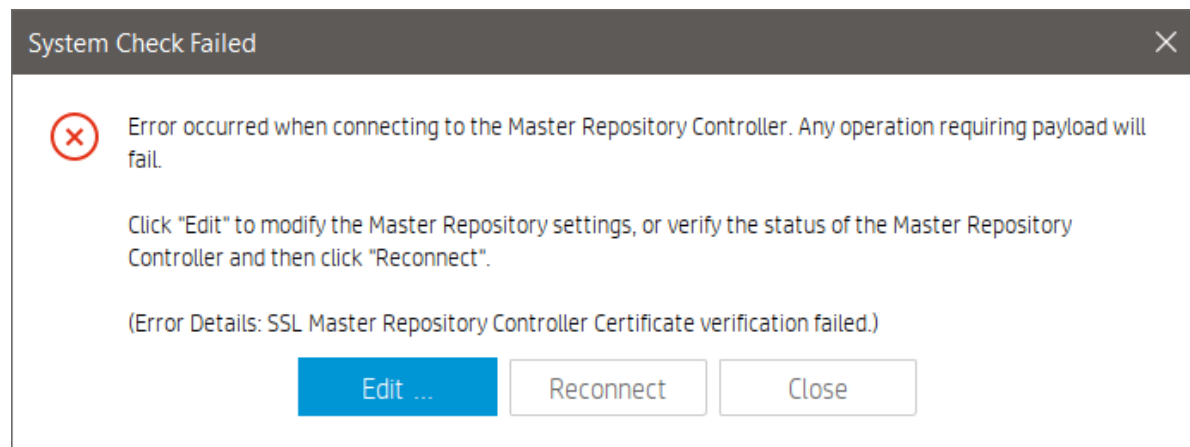 System Check Failed
Error occurred when connecting to the Master Repository Controller. Any operation requiring payload will
fail.
Click "Edit" to modify the Master Repository settings, or verify the status of the Master Repository
Controller and then click "Reconnect".
(Error Details: SSL Master Repository Controller Certificate verification failed.)
Edit ...
Reconnect
Close